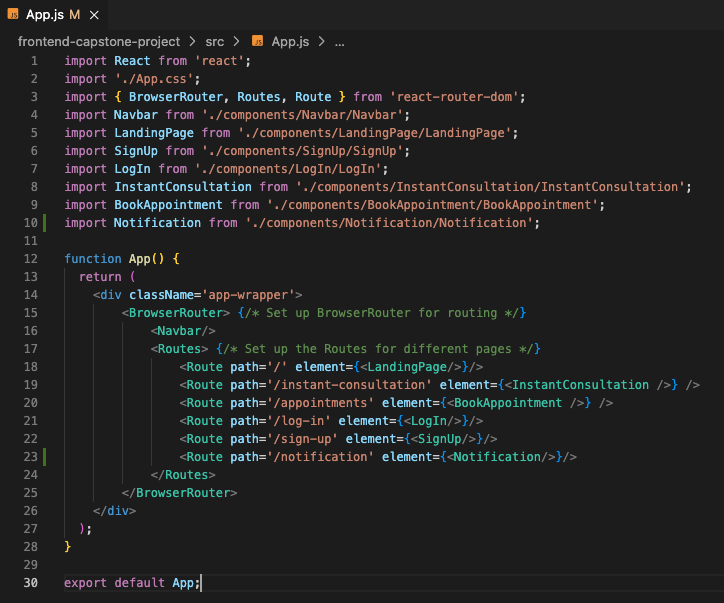 JS App.js M ×
frontend-capstone-project > src > JS App.js > ...
1 import React from 'react';
2 import './App.css';
3 import { BrowserRouter, Routes, Route } from 'react-router-dom';
4 import Navbar from './components/Navbar/Navbar';
5 import LandingPage from './components/LandingPage/LandingPage';
6 import SignUp from './components/SignUp/SignUp';
7 import LogIn from './components/LogIn/LogIn';
8 import InstantConsultation from './components/InstantConsultation/InstantConsultation';
9 import BookAppointment from './components/BookAppointment/BookAppointment';
10 import Notification from './components/Notification/Notification';
11
12 function App() {
13   return (
14     <div className='app-wrapper'>
15         <BrowserRouter> {/* Set up BrowserRouter for routing */}
16             <Navbar/>
17             <Routes> {/* Set up the Routes for different pages */}
18                 <Route path='/' element={<LandingPage/>}/>
19                 <Route path='/instant-consultation' element={<InstantConsultation />} />
20                 <Route path='/appointments' element={<BookAppointment />} />
21                 <Route path='/log-in' element={<LogIn/>}/>
22                 <Route path='/sign-up' element={<SignUp/>}/>
23                 <Route path='/notification' element={<Notification/>}/>
24             </Routes>
25         </BrowserRouter>
26     </div>
27   );
28 }
29
30 export default App;